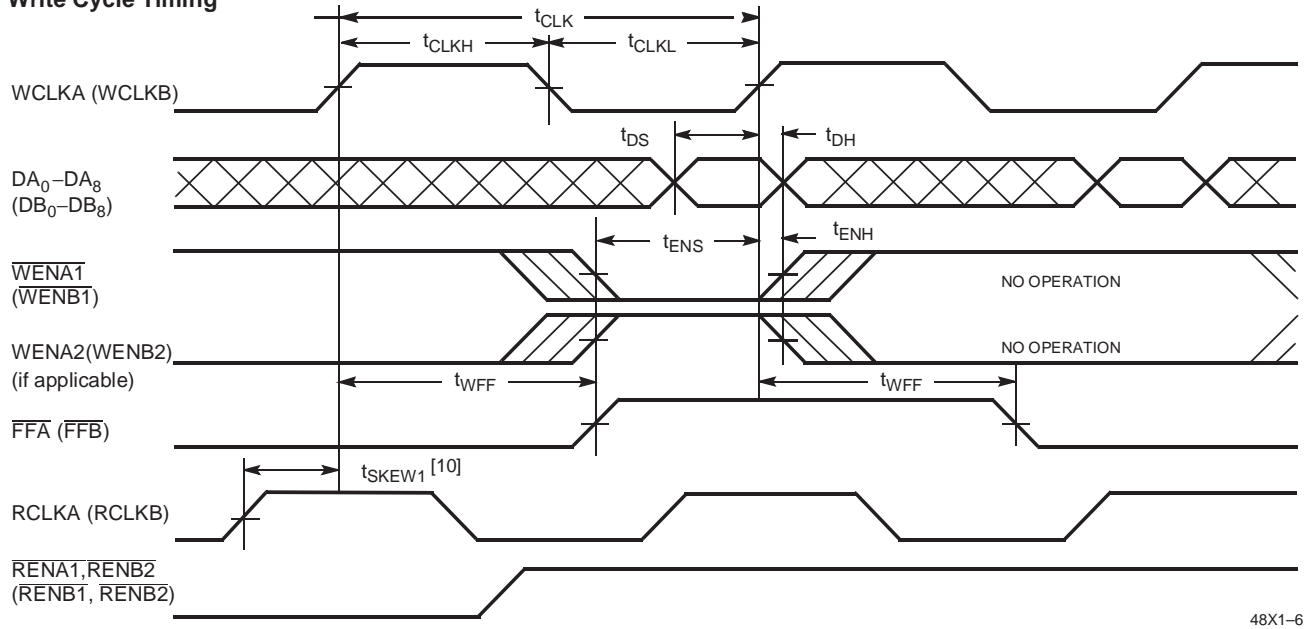 Write Cycle Timing
tCLK
tCLKH
tCLKL
WCLKA (WCLKB)
tDS
tDH
DA0–DA8
(DB0–DB8)
tENS
tENH
WENA1
(WENB1)
NO OPERATION
WENA2(WENB2)
(if applicable)
NO OPERATION
tWFF
tWFF
FFA (FFB)
tSKEW1 [10]
RCLKA (RCLKB)
RENA1,RENB2
(RENB1, RENB2)
48X1–6